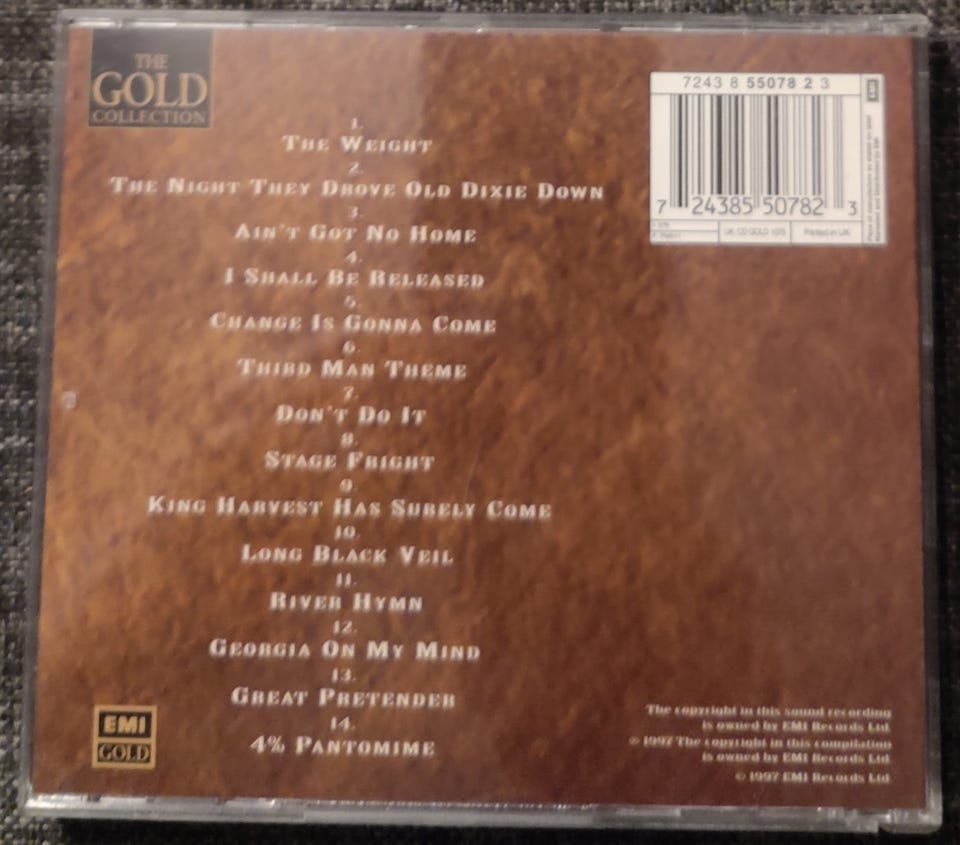 THE
GOLD
COLLECTION
1.
THE WEIGHT
2.
THE NIGHT THEY DROVE OLD DIXIE DOWN
3.
AIN'T GOT NO HOME
4.
I SHALL BE RELEASED
5.
CHANGE IS GONNA COME
6.
THIRD MAN THEME
7.
DON'T DO IT
8.
STAGE FRIGHT
9.
KING HARVEST HAS SURELY COME
10.
LONG BLACK VEIL
11.
RIVER HYMN
12.
GEORGIA ON MY MIND
13.
GREAT PRETENDER
14.
4% PANTOMIME
EMI
GOLD
7243 8 55078 2 3
7 24385 50782 3
UK: CD GOLD 1075
Printed in UK
EMI
The copyright in this sound recording
is owned by EMI Records Ltd.
℗ 1997 The copyright in this compilation
is owned by EMI Records Ltd.
© 1997 EMI Records Ltd.